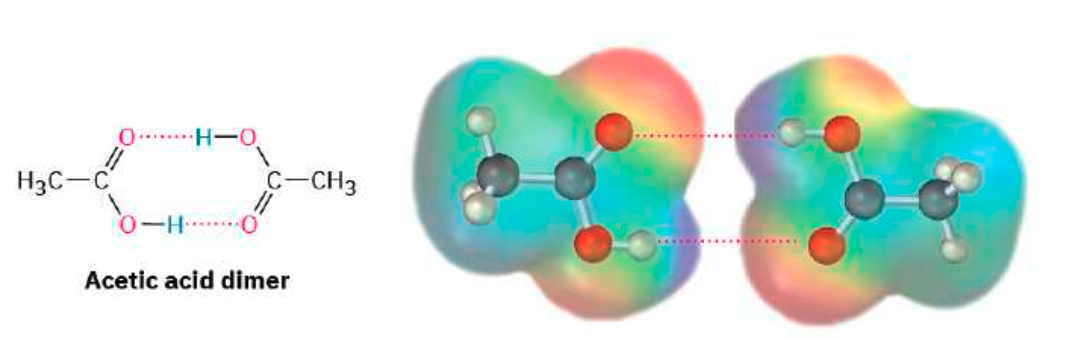 O H—O
H₃C—C C—CH₃
O—H O
Acetic acid dimer